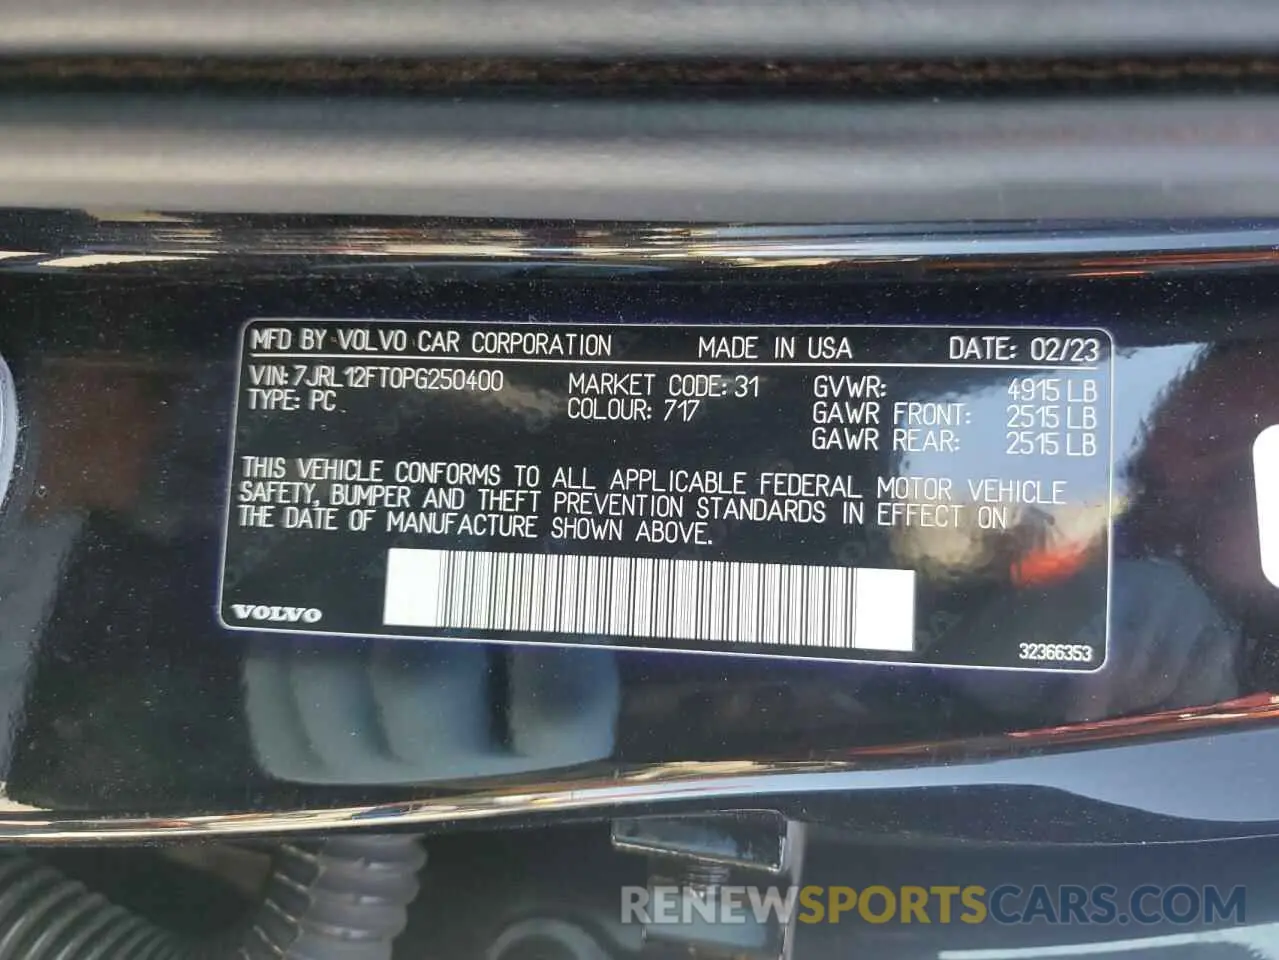 MFD BY VOLVO CAR CORPORATION MADE IN USA DATE: 02/23
VIN: 7JRL12FT0PG250400 MARKET CODE: 31 GVWR: 4915 LB
TYPE: PC COLOUR: 717 GAWR FRONT: 2515 LB
GAWR REAR: 2515 LB
THIS VEHICLE CONFORMS TO ALL APPLICABLE FEDERAL MOTOR VEHICLE
SAFETY, BUMPER AND THEFT PREVENTION STANDARDS IN EFFECT ON
THE DATE OF MANUFACTURE SHOWN ABOVE.
VOLVO
32366353
RENEWSPORTSCARS.COM